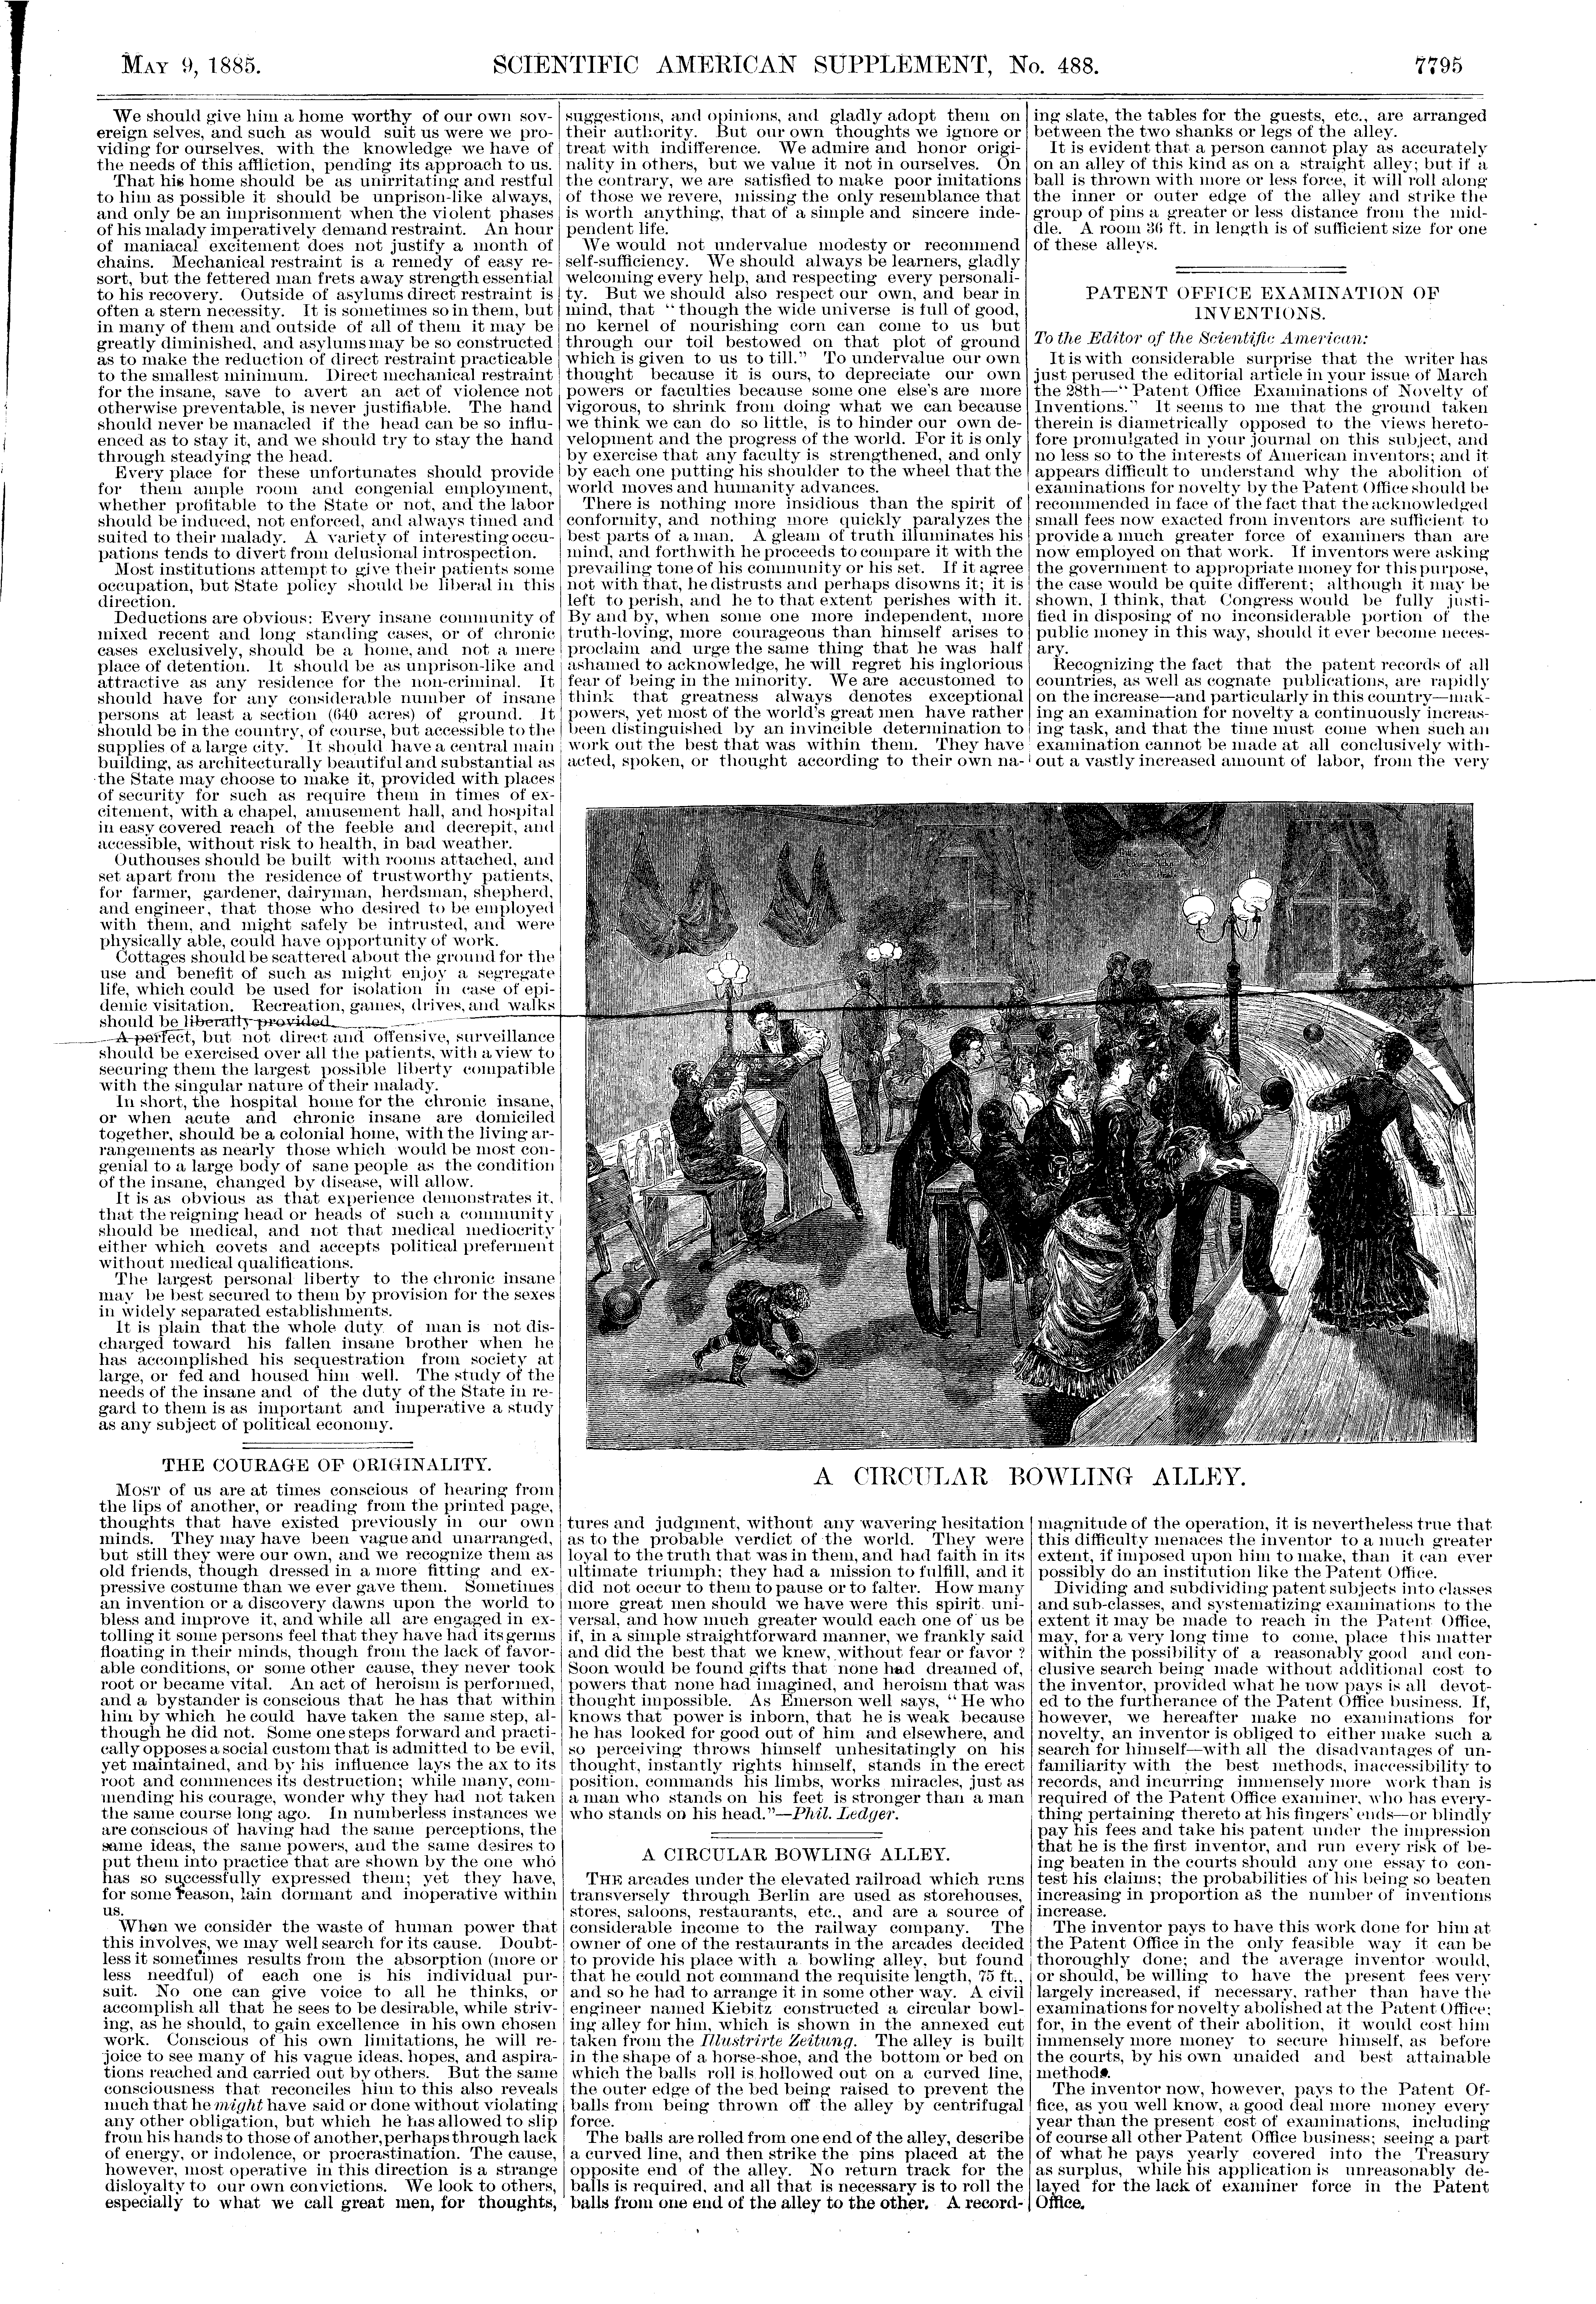 MAY 9, 1885.
SCIENTIFIC AMERICAN SUPPLEMENT, No. 488.
7795
We should give him a home worthy of our own sov-
ereign selves, and such as would suit us were we pro-
viding for ourselves, with the knowledge we have of
the needs of this affliction, pending its approach to us.
That his home should be as unirritating and restful
to him as possible it should be unprison-like always,
and only be an imprisonment when the violent phases
of his malady imperatively demand restraint. An hour
of maniacal excitement does not justify a month of
chains. Mechanical restraint is a remedy of easy re-
sort, but the fettered man frets away strength essential
to his recovery. Outside of asylums direct restraint is
often a stern necessity. It is sometimes so in them, but
in many of them and outside of all of them it may be
greatly diminished, and asylums may be so constructed
as to make the reduction of direct restraint practicable
to the smallest minimum. Direct mechanical restraint
for the insane, save to avert an act of violence not
otherwise preventable, is never justifiable. The hand
should never be manacled if the head can be so influ-
enced as to stay it, and we should try to stay the hand
through steadying the head.
Every place for these unfortunates should provide
for them ample room and congenial employment,
whether profitable to the State or not, and the labor
should be induced, not enforced, and always timed and
suited to their malady. A variety of interesting occu-
pations tends to divert from delusional introspection.
Most institutions attempt to give their patients some
occupation, but State policy should be liberal in this
direction.
Deductions are obvious: Every insane community of
mixed recent and long standing cases, or of chronic
cases exclusively, should be a home, and not a mere
place of detention. It should be as unprison-like and
attractive as any residence for the non-criminal. It
should have for any considerable number of insane
persons at least a section (640 acres) of ground. It
should be in the country, of course, but accessible to the
supplies of a large city. It should have a central main
building, as architecturally beautiful and substantial as
the State may choose to make it, provided with places
of security for such as require them in times of ex-
citement, with a chapel, amusement hall, and hospital
in easy covered reach of the feeble and decrepit, and
accessible, without risk to health, in bad weather.
Outhouses should be built with rooms attached, and
set apart from the residence of trustworthy patients,
for farmer, gardener, dairyman, herdsman, shepherd,
and engineer, that those who desired to be employed
with them, and might safely be intrusted, and were
physically able, could have opportunity of work.
Cottages should be scattered about the ground for the
use and benefit of such as might enjoy a segregate
life, which could be used for isolation in case of epi-
demic visitation. Recreation, games, drives, and walks
should be liberally provided.
A perfect, but not direct and offensive, surveillance
should be exercised over all the patients, with a view to
securing them the largest possible liberty compatible
with the singular nature of their malady.
In short, the hospital home for the chronic insane,
or when acute and chronic insane are domiciled
together, should be a colonial home, with the living ar-
rangements as nearly those which would be most con-
genial to a large body of sane people as the condition
of the insane, changed by disease, will allow.
It is as obvious as that experience demonstrates it,
that the reigning head or heads of such a community
should be medical, and not that medical mediocrity
either which covets and accepts political preferment
without medical qualifications.
The largest personal liberty to the chronic insane
may be best secured to them by provision for the sexes
in widely separated establishments.
It is plain that the whole duty of man is not dis-
charged toward his fallen insane brother when he
has accomplished his sequestration from society at
large, or fed and housed him well. The study of the
needs of the insane and of the duty of the State in re-
gard to them is as important and imperative a study
as any subject of political economy.
THE COURAGE OF ORIGINALITY.
MOST of us are at times conscious of hearing from
the lips of another, or reading from the printed page,
thoughts that have existed previously in our own
minds. They may have been vague and unarranged,
but still they were our own, and we recognize them as
old friends, though dressed in a more fitting and ex-
pressive costume than we ever gave them. Sometimes
an invention or a discovery dawns upon the world to
bless and improve it, and while all are engaged in ex-
tolling it some persons feel that they have had its germs
floating in their minds, though from the lack of favor-
able conditions, or some other cause, they never took
root or became vital. An act of heroism is performed,
and a bystander is conscious that he has that within
him by which he could have taken the same step, al-
though he did not. Some one steps forward and practi-
cally opposes a social custom that is admitted to be evil,
yet maintained, and by his influence lays the ax to its
root and commences its destruction; while many, com-
mending his courage, wonder why they had not taken
the same course long ago. In numberless instances we
are conscious of having had the same perceptions, the
same ideas, the same powers, and the same desires to
put them into practice that are shown by the one who
has so successfully expressed them; yet they have,
for some reason, lain dormant and inoperative within
us.
When we consider the waste of human power that
this involves, we may well search for its cause. Doubt-
less it sometimes results from the absorption (more or
less needful) of each one is his individual pur-
suit. No one can give voice to all he thinks, or
accomplish all that he sees to be desirable, while striv-
ing, as he should, to gain excellence in his own chosen
work. Conscious of his own limitations, he will re-
joice to see many of his vague ideas, hopes, and aspira-
tions reached and carried out by others. But the same
consciousness that reconciles him to this also reveals
much that he might have said or done without violating
any other obligation, but which he has allowed to slip
from his hands to those of another, perhaps through lack
of energy, or indolence, or procrastination. The cause,
however, most operative in this direction is a strange
disloyalty to our own convictions. We look to others,
especially to what we call great men, for thoughts,
suggestions, and opinions, and gladly adopt them on
their authority. But our own thoughts we ignore or
treat with indifference. We admire and honor origi-
nality in others, but we value it not in ourselves. On
the contrary, we are satisfied to make poor imitations
of those we revere, missing the only resemblance that
is worth anything, that of a simple and sincere inde-
pendent life.
We would not undervalue modesty or recommend
self-sufficiency. We should always be learners, gladly
welcoming every help, and respecting every personali-
ty. But we should also respect our own, and bear in
mind, that "though the wide universe is full of good,
no kernel of nourishing corn can come to us but
through our toil bestowed on that plot of ground
which is given to us to till." To undervalue our own
thought because it is ours, to depreciate our own
powers or faculties because some one else's are more
vigorous, to shrink from doing what we can because
we think we can do so little, is to hinder our own de-
velopment and the progress of the world. For it is only
by exercise that any faculty is strengthened, and only
by each one putting his shoulder to the wheel that the
world moves and humanity advances.
There is nothing more insidious than the spirit of
conformity, and nothing more quickly paralyzes the
best parts of a man. A gleam of truth illuminates his
mind, and forthwith he proceeds to compare it with the
prevailing tone of his community or his set. If it agree
not with that, he distrusts and perhaps disowns it; it is
left to perish, and he to that extent perishes with it.
By and by, when some one more independent, more
truth-loving, more courageous than himself arises to
proclaim and urge the same thing that he was half
ashamed to acknowledge, he will regret his inglorious
fear of being in the minority. We are accustomed to
think that greatness always denotes exceptional
powers, yet most of the world's great men have rather
been distinguished by an invincible determination to
work out the best that was within them. They have
acted, spoken, or thought according to their own na-
tures and judgment, without any wavering hesitation
as to the probable verdict of the world. They were
loyal to the truth that was in them, and had faith in its
ultimate triumph; they had a mission to fulfill, and it
did not occur to them to pause or to falter. How many
more great men should we have were this spirit uni-
versal, and how much greater would each one of us be
if, in a simple straightforward manner, we frankly said
and did the best that we knew, without fear or favor?
Soon would be found gifts that none had dreamed of,
powers that none had imagined, and heroism that was
thought impossible. As Emerson well says, "He who
knows that power is inborn, that he is weak because
he has looked for good out of him and elsewhere, and
so perceiving throws himself unhesitatingly on his
thought, instantly rights himself, stands in the erect
position, commands his limbs, works miracles, just as
a man who stands on his feet is stronger than a man
who stands on his head."—Phil. Ledger.
A CIRCULAR BOWLING ALLEY.
THE arcades under the elevated railroad which runs
transversely through Berlin are used as storehouses,
stores, saloons, restaurants, etc., and are a source of
considerable income to the railway company. The
owner of one of the restaurants in the arcades decided
to provide his place with a bowling alley, but found
that he could not command the requisite length, 75 ft.,
and so he had to arrange it in some other way. A civil
engineer named Kiebitz constructed a circular bowl-
ing alley for him, which is shown in the annexed cut
taken from the Illustrirte Zeitung. The alley is built
in the shape of a horse-shoe, and the bottom or bed on
which the balls roll is hollowed out on a curved line,
the outer edge of the bed being raised to prevent the
balls from being thrown off the alley by centrifugal
force.
The balls are rolled from one end of the alley, describe
a curved line, and then strike the pins placed at the
opposite end of the alley. No return track for the
balls is required, and all that is necessary is to roll the
balls from one end of the alley to the other. A record-
ing slate, the tables for the guests, etc., are arranged
between the two shanks or legs of the alley.
It is evident that a person cannot play as accurately
on an alley of this kind as on a straight alley; but if a
ball is thrown with more or less force, it will roll along
the inner or outer edge of the alley and strike the
group of pins a greater or less distance from the mid-
dle. A room 36 ft. in length is of sufficient size for one
of these alleys.
PATENT OFFICE EXAMINATION OF
INVENTIONS.
To the Editor of the Scientific American:
It is with considerable surprise that the writer has
just perused the editorial article in your issue of March
the 28th—"Patent Office Examinations of Novelty of
Inventions." It seems to me that the ground taken
therein is diametrically opposed to the views hereto-
fore promulgated in your journal on this subject, and
no less so to the interests of American inventors; and it
appears difficult to understand why the abolition of
examinations for novelty by the Patent Office should be
recommended in face of the fact that the acknowledged
small fees now exacted from inventors are sufficient to
provide a much greater force of examiners than are
now employed on that work. If inventors were asking
the government to appropriate money for this purpose,
the case would be quite different; although it may be
shown, I think, that Congress would be fully justi-
fied in disposing of no inconsiderable portion of the
public money in this way, should it ever become neces-
ary.
Recognizing the fact that the patent records of all
countries, as well as cognate publications, are rapidly
on the increase—and particularly in this country—mak-
ing an examination for novelty a continuously increas-
ing task, and that the time must come when such an
examination cannot be made at all conclusively with-
out a vastly increased amount of labor, from the very
A CIRCULAR BOWLING ALLEY.
magnitude of the operation, it is nevertheless true that
this difficulty menaces the inventor to a much greater
extent, if imposed upon him to make, than it can ever
possibly do an institution like the Patent Office.
Dividing and subdividing patent subjects into classes
and sub-classes, and systematizing examinations to the
extent it may be made to reach in the Patent Office,
may, for a very long time to come, place this matter
within the possibility of a reasonably good and con-
clusive search being made without additional cost to
the inventor, provided what he now pays is all devot-
ed to the furtherance of the Patent Office business. If,
however, we hereafter make no examinations for
novelty, an inventor is obliged to either make such a
search for himself—with all the disadvantages of un-
familiarity with the best methods, inaccessibility to
records, and incurring immensely more work than is
required of the Patent Office examiner, who has every-
thing pertaining thereto at his fingers' ends—or blindly
pay his fees and take his patent under the impression
that he is the first inventor, and run every risk of be-
ing beaten in the courts should any one essay to con-
test his claims; the probabilities of his being so beaten
increasing in proportion as the number of inventions
increase.
The inventor pays to have this work done for him at
the Patent Office in the only feasible way it can be
thoroughly done; and the average inventor would,
or should, be willing to have the present fees very
largely increased, if necessary, rather than have the
examinations for novelty abolished at the Patent Office;
for, in the event of their abolition, it would cost him
immensely more money to secure himself, as before
the courts, by his own unaided and best attainable
methods.
The inventor now, however, pays to the Patent Of-
fice, as you well know, a good deal more money every
year than the present cost of examinations, including
of course all other Patent Office business; seeing a part
of what he pays yearly covered into the Treasury
as surplus, while his application is unreasonably de-
layed for the lack of examiner force in the Patent
Office.